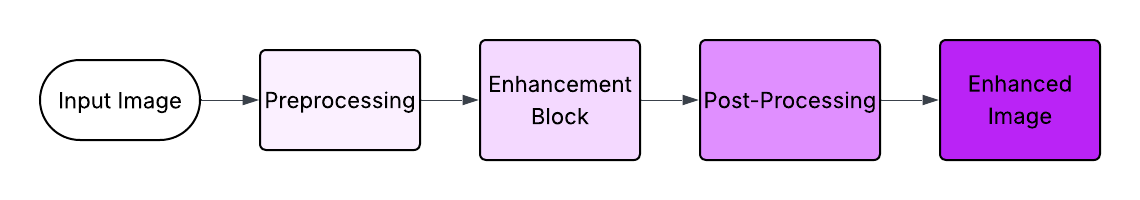 Input Image
Preprocessing
Enhancement
Block
Post-Processing
Enhanced
Image